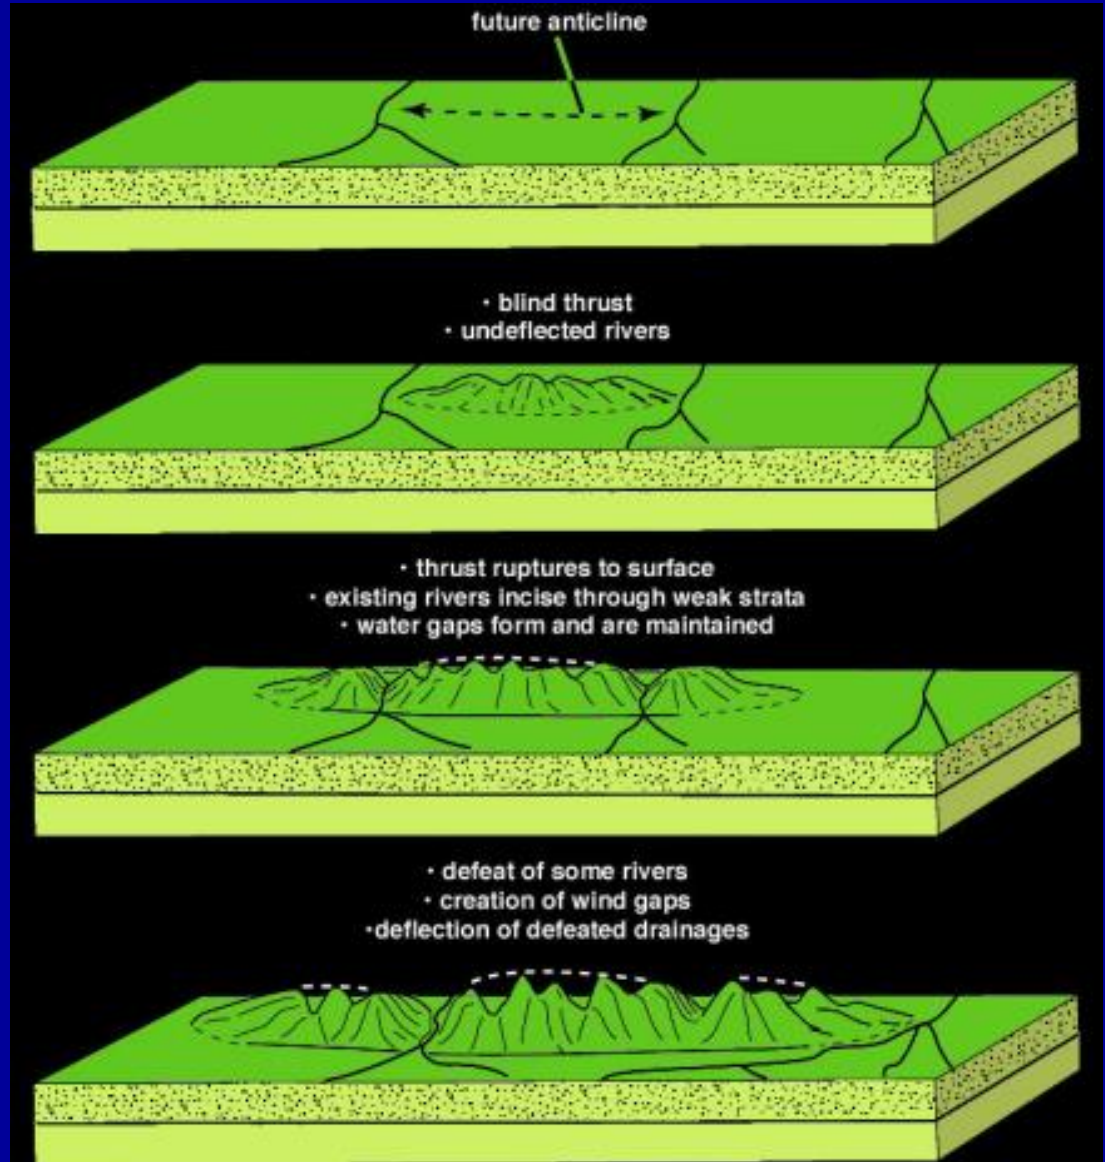 future anticline
· blind thrust
· undeflected rivers
· thrust ruptures to surface
· existing rivers incise through weak strata
· water gaps form and are maintained
· defeat of some rivers
· creation of wind gaps
·deflection of defeated drainages